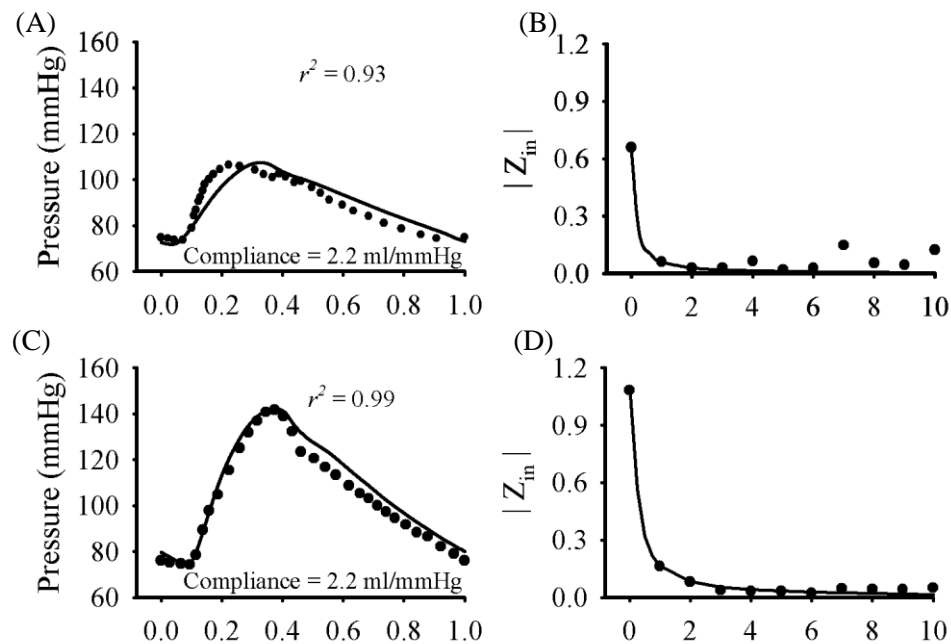 (A)
160
140
120
100
80
60
Pressure (mmHg)
r² = 0.93
Compliance = 2.2 ml/mmHg
0.0 0.2 0.4 0.6 0.8 1.0
(B)
1.2
0.9
0.6
0.3
0.0
| Zin |
0 2 4 6 8 10
(C)
160
140
120
100
80
60
Pressure (mmHg)
r² = 0.99
Compliance = 2.2 ml/mmHg
0.0 0.2 0.4 0.6 0.8 1.0
(D)
1.2
0.9
0.6
0.3
0.0
| Zin |
0 2 4 6 8 10